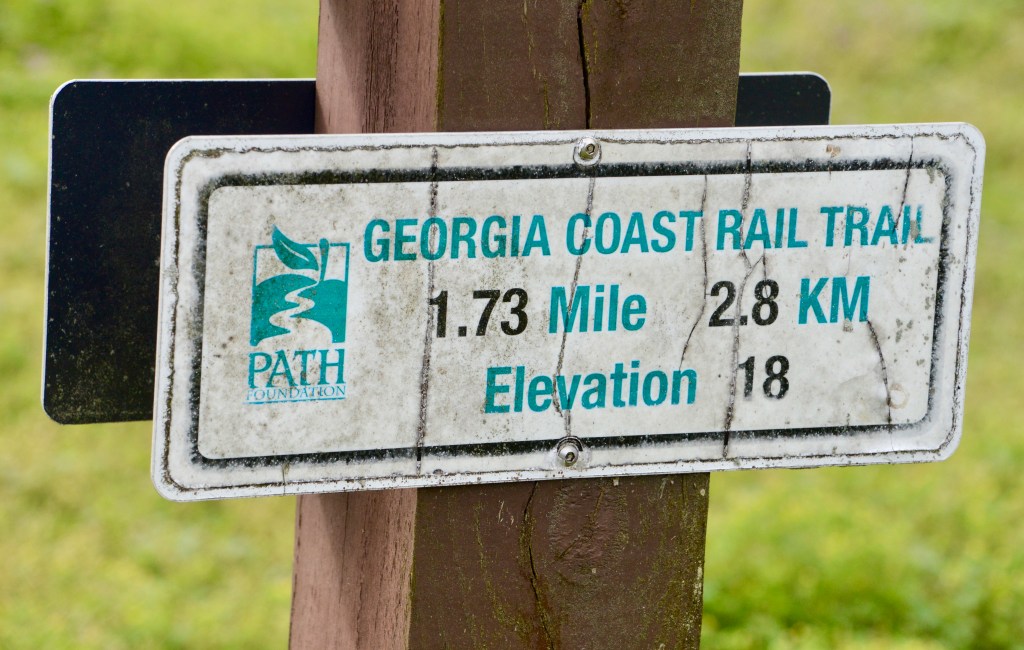 GEORGIA COAST RAIL TRAIL
1.73 Mile 2.8 KM
Elevation 18
PATH
FOUNDATION